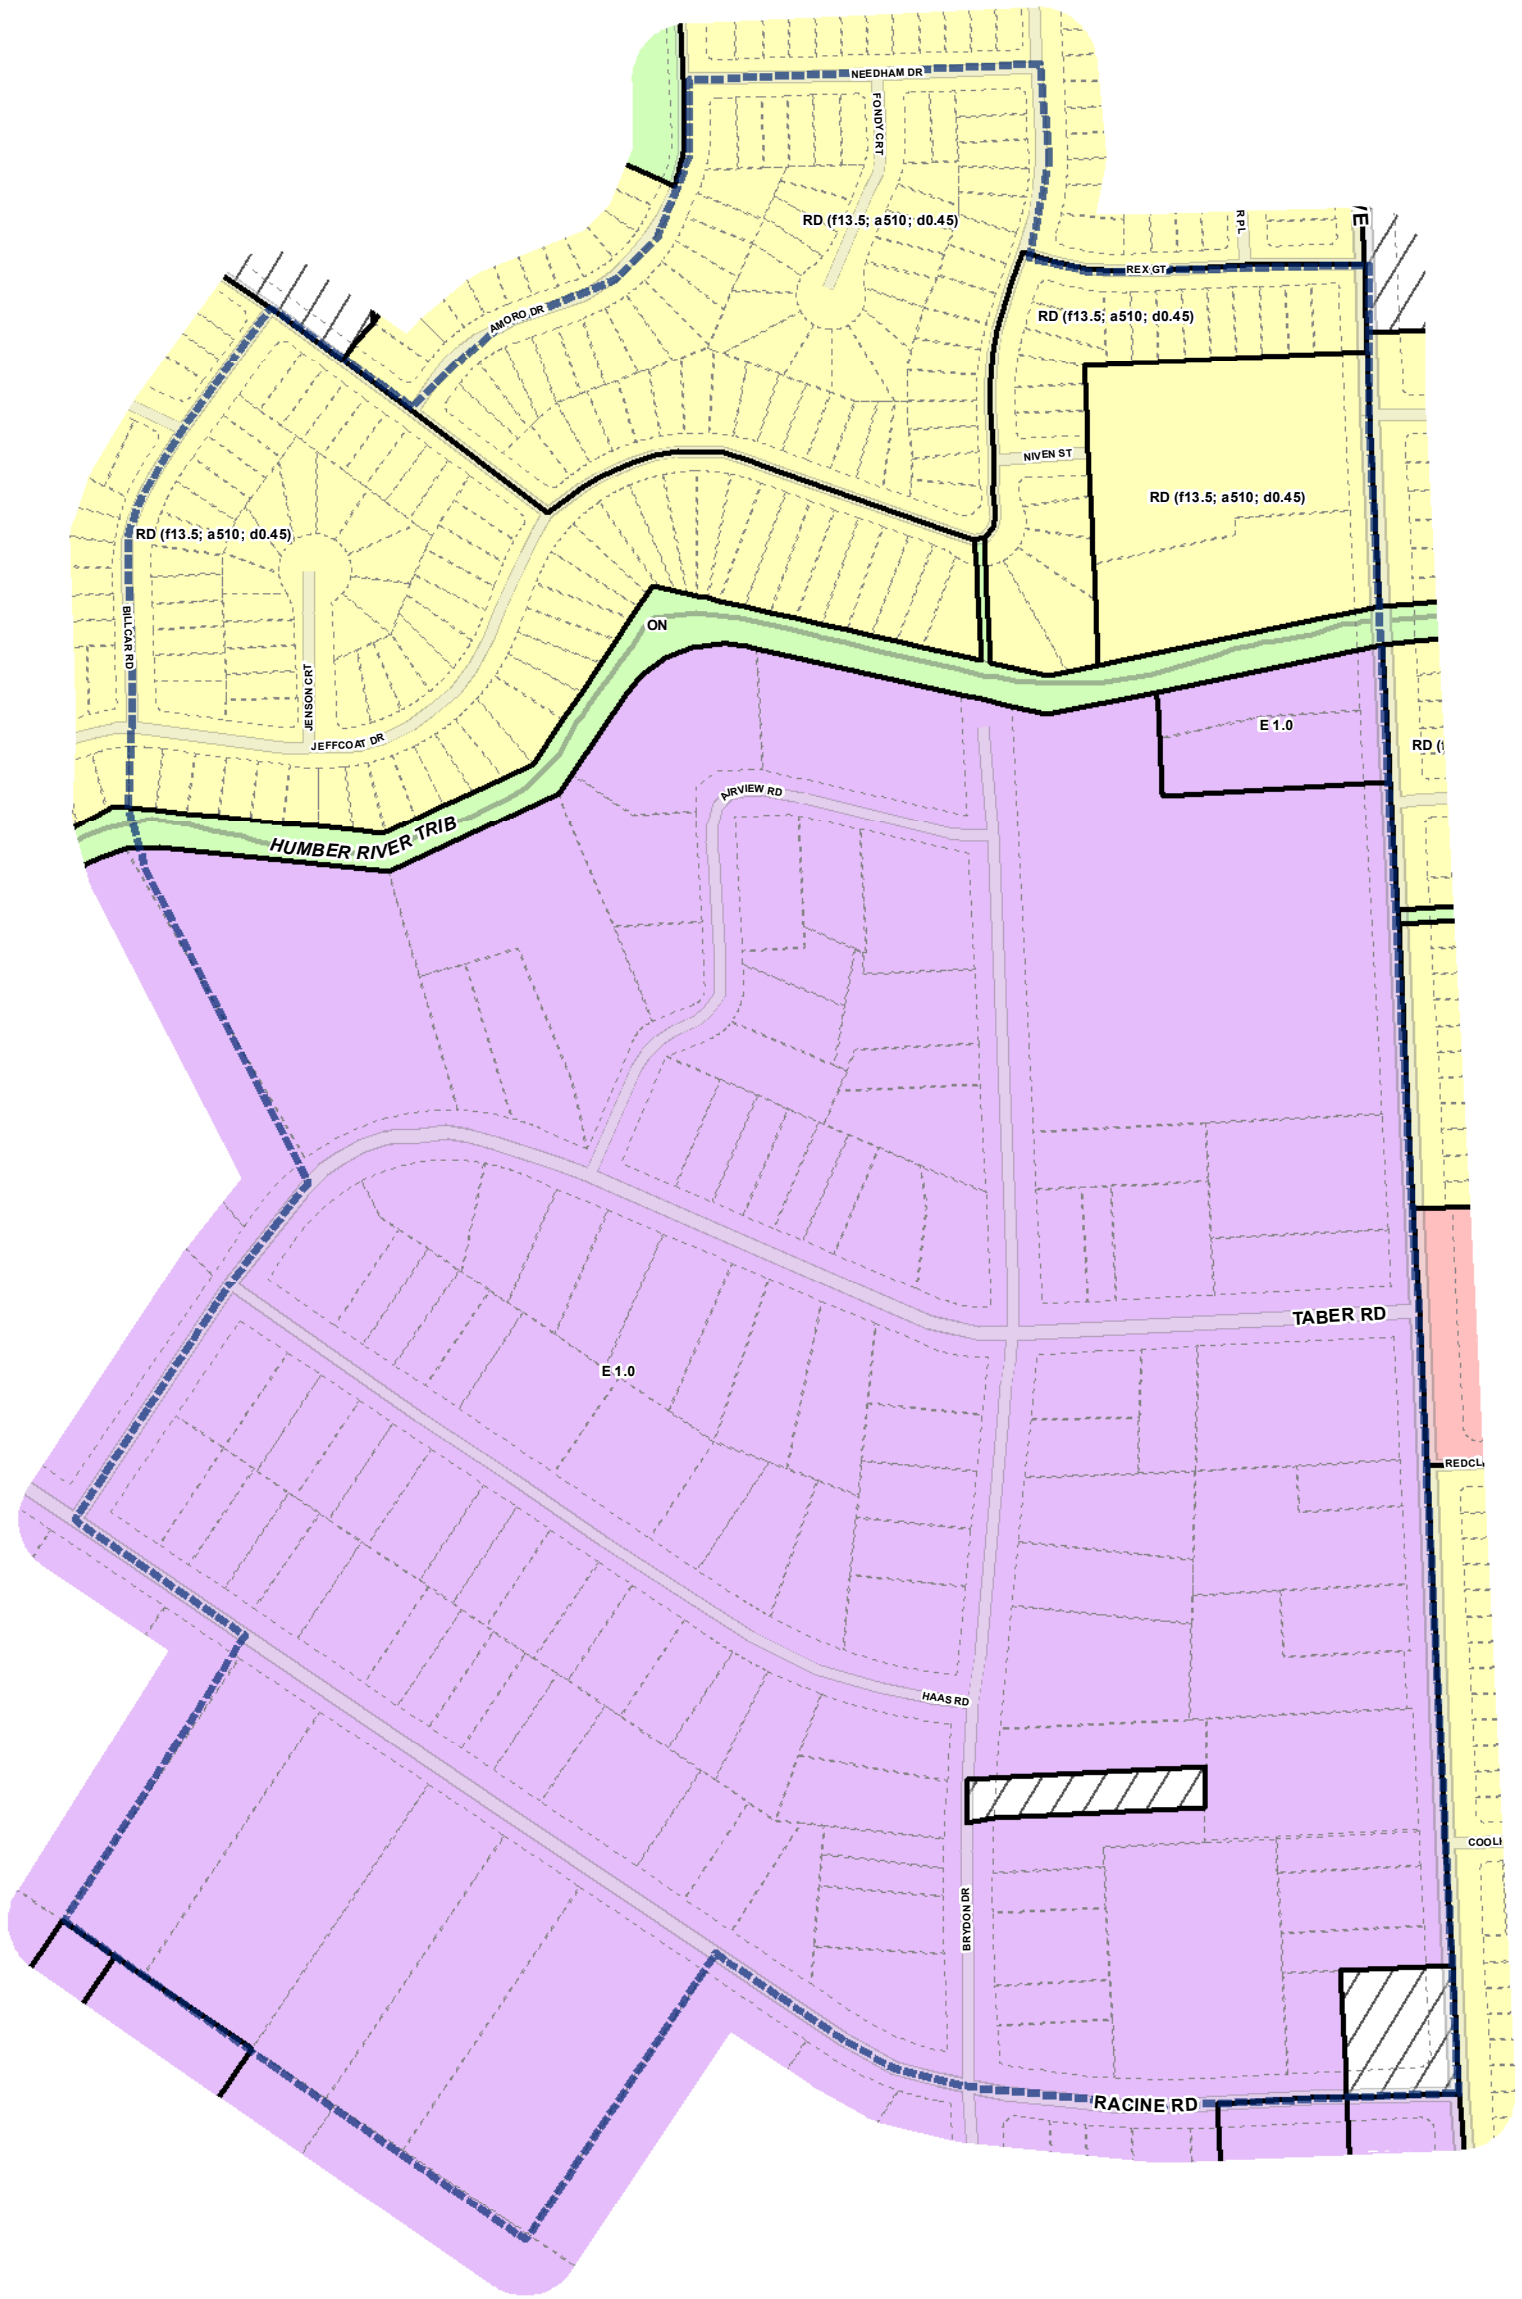 NEEDHAM DR
FONDY CRT
RD (f13.5; a510; d0.45)
R PL
E
REX GT
AMORO DR
RD (f13.5; a510; d0.45)
NIVEN ST
RD (f13.5; a510; d0.45)
RD (f13.5; a510; d0.45)
BILLCAR RD
ON
JENSON CRT
JEFFCOAT DR
E 1.0
RD (
AIRVIEW RD
HUMBER RIVER TRIB
TABER RD
E 1.0
REDCL
HAAS RD
COOL
BRYDON DR
RACINE RD